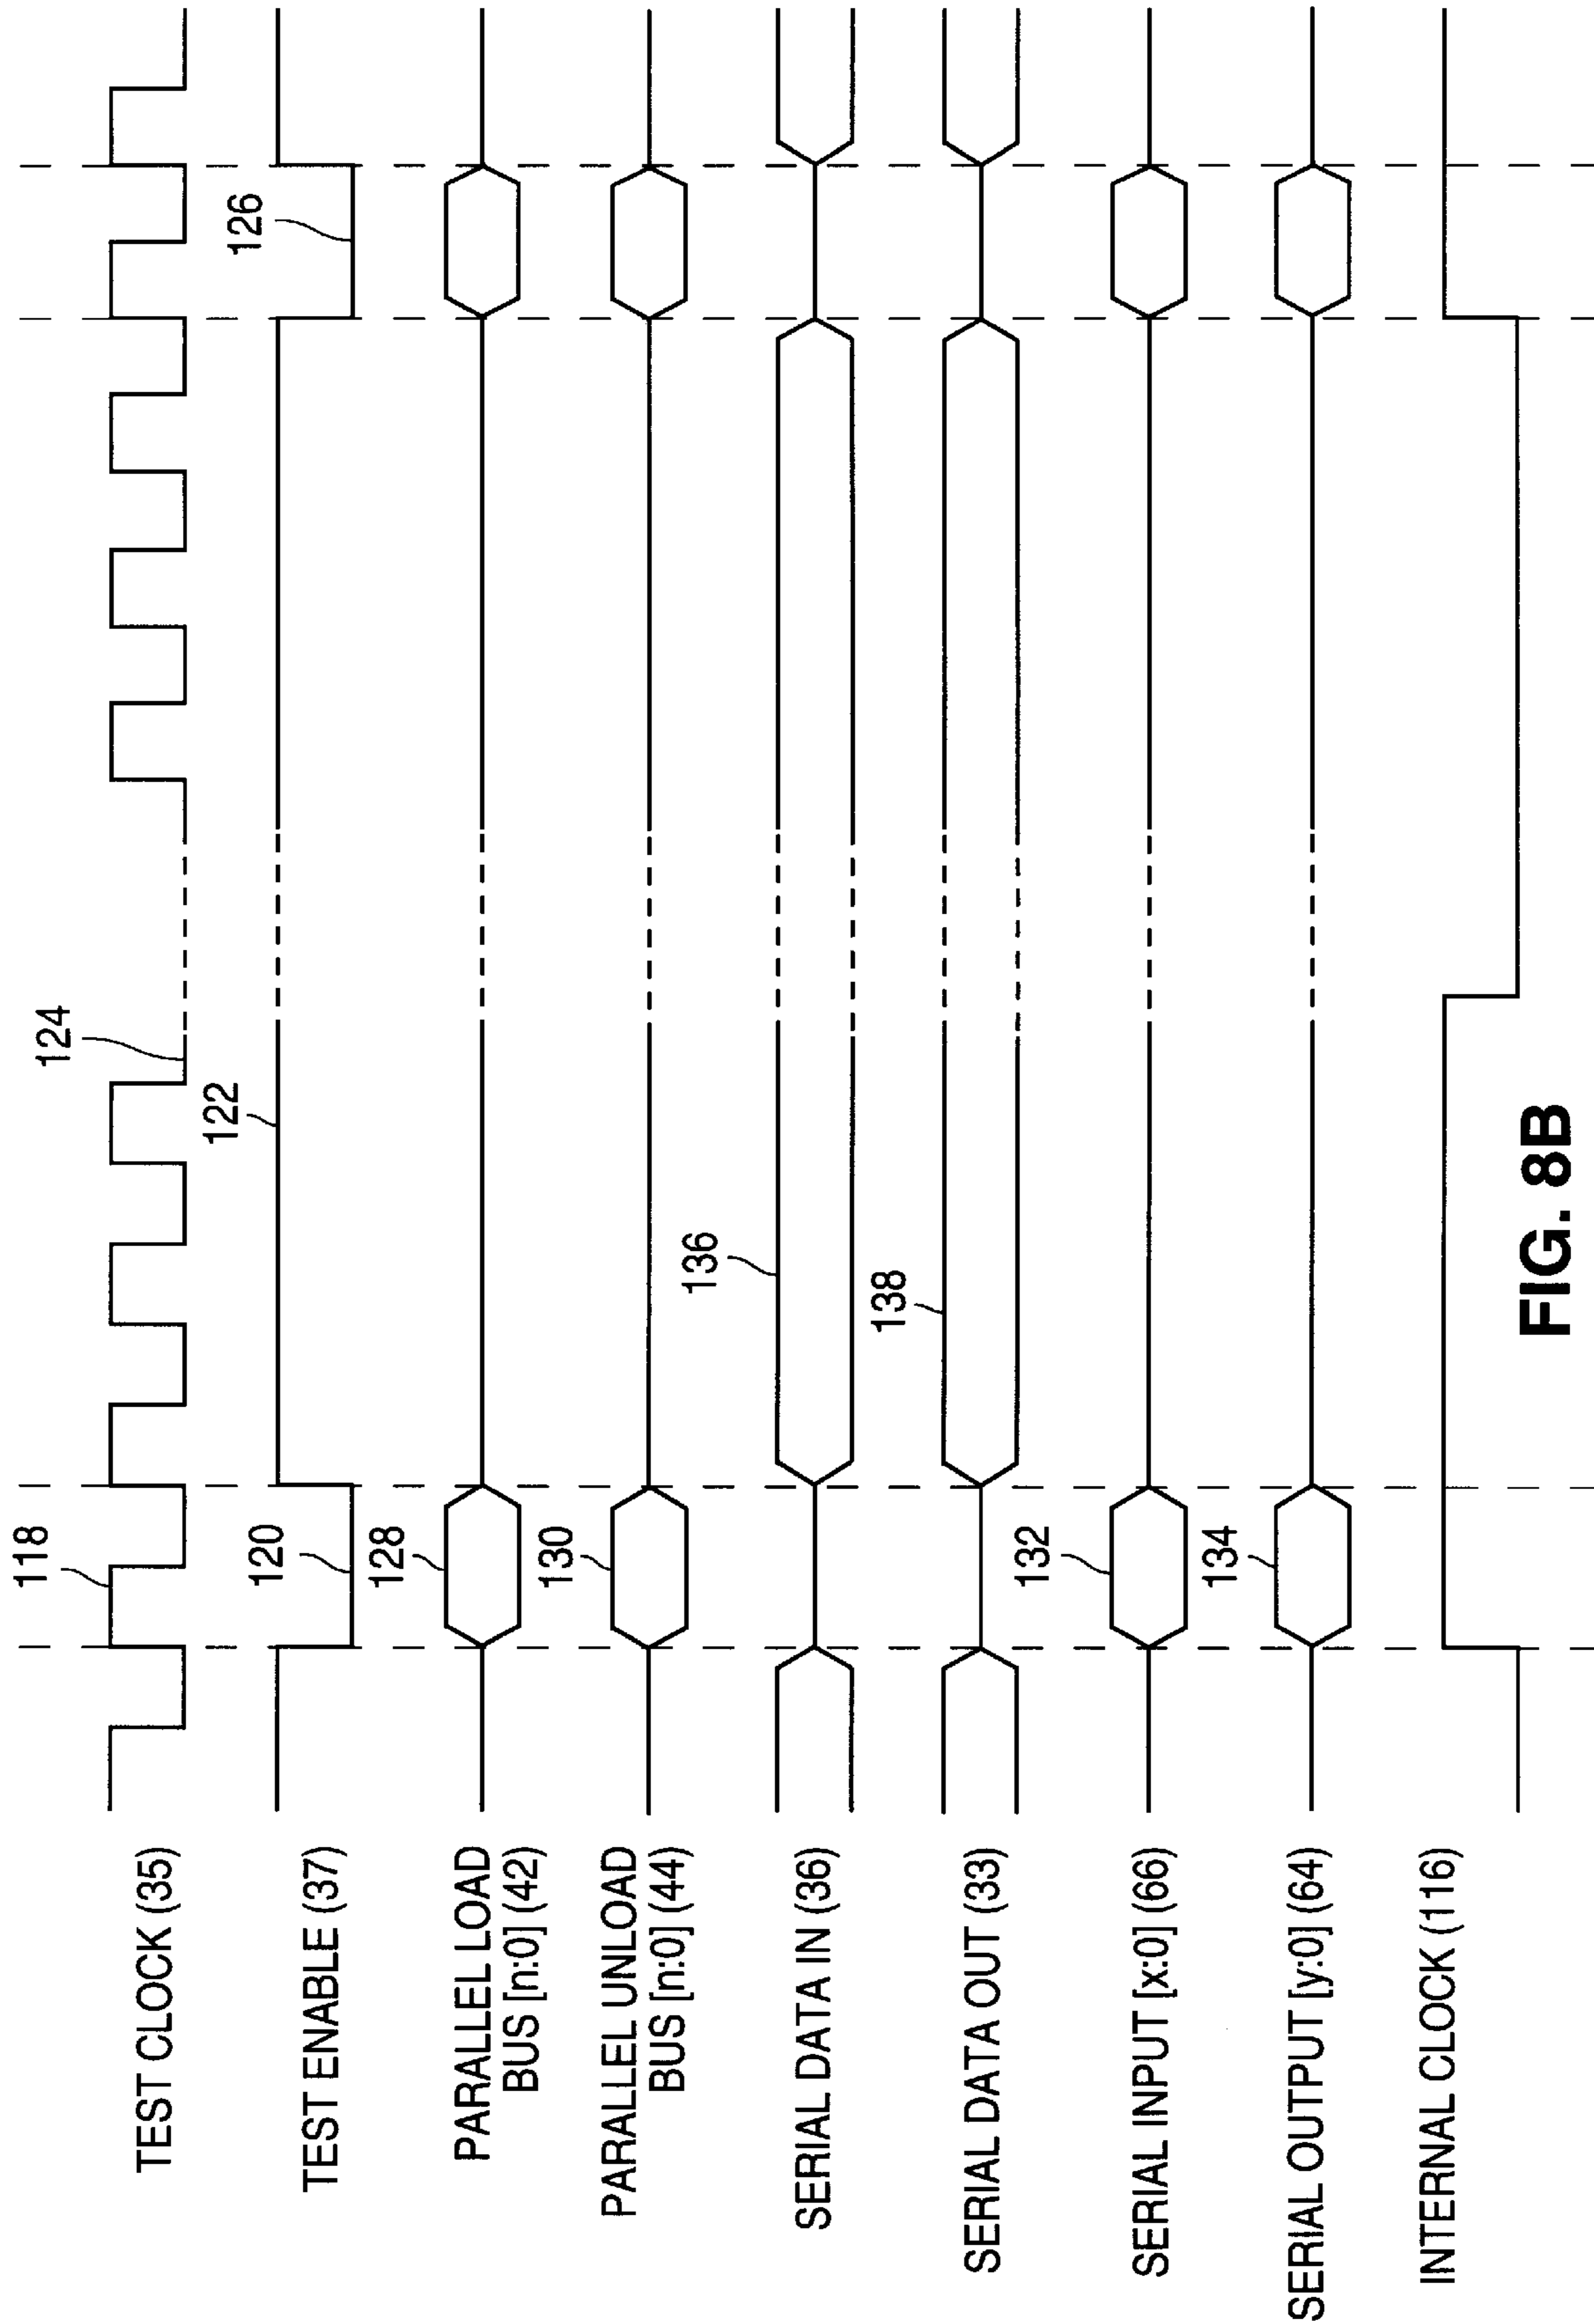 118
124
TEST CLOCK (35)
120
122
126
TEST ENABLE (37)
128
PARALLEL LOAD
BUS [n:0] (42)
130
PARALLEL UNLOAD
BUS [n:0] (44)
136
SERIAL DATA IN (36)
138
SERIAL DATA OUT (33)
132
SERIAL INPUT [x:0] (66)
134
SERIAL OUTPUT [y:0] (64)
INTERNAL CLOCK (116)
FIG. 8B